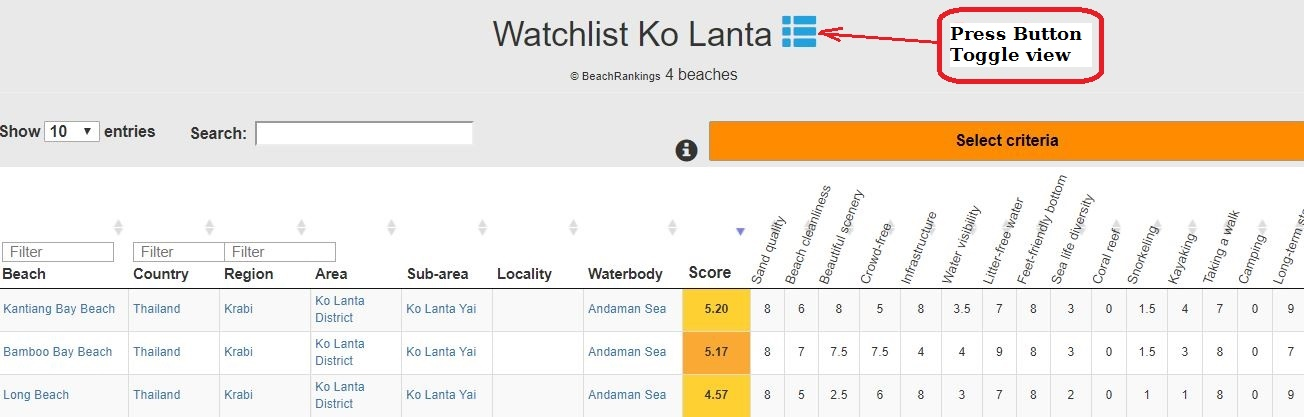 Watchlist Ko Lanta
Press Button
Toggle view
© BeachRankings 4 beaches
Show 10 entries
Search:
Select criteria
Sand quality
Beach cleanliness
Beautiful scenery
Crowd-free
Infrastructure
Water visibility
Litter-free water
Feet-friendly bottom
Sea life diversity
Coral reef
Snorkeling
Kayaking
Taking a walk
Camping
Filter Filter Filter
Beach Country Region Area Sub-area Locality Waterbody Score
Kantiang Bay Beach Thailand Krabi Ko Lanta District Ko Lanta Yai Andaman Sea 5.20 8 6 8 5 8 3.5 7 8 3 0 1.5 4 7 0 9
Bamboo Bay Beach Thailand Krabi Ko Lanta District Ko Lanta Yai Andaman Sea 5.17 8 7 7.5 7.5 4 4 9 8 3 0 1.5 3 8 0 7
Long Beach Thailand Krabi Ko Lanta District Ko Lanta Yai Andaman Sea 4.57 8 5 2.5 6 8 3 7 8 2 0 1 1 8 0 9